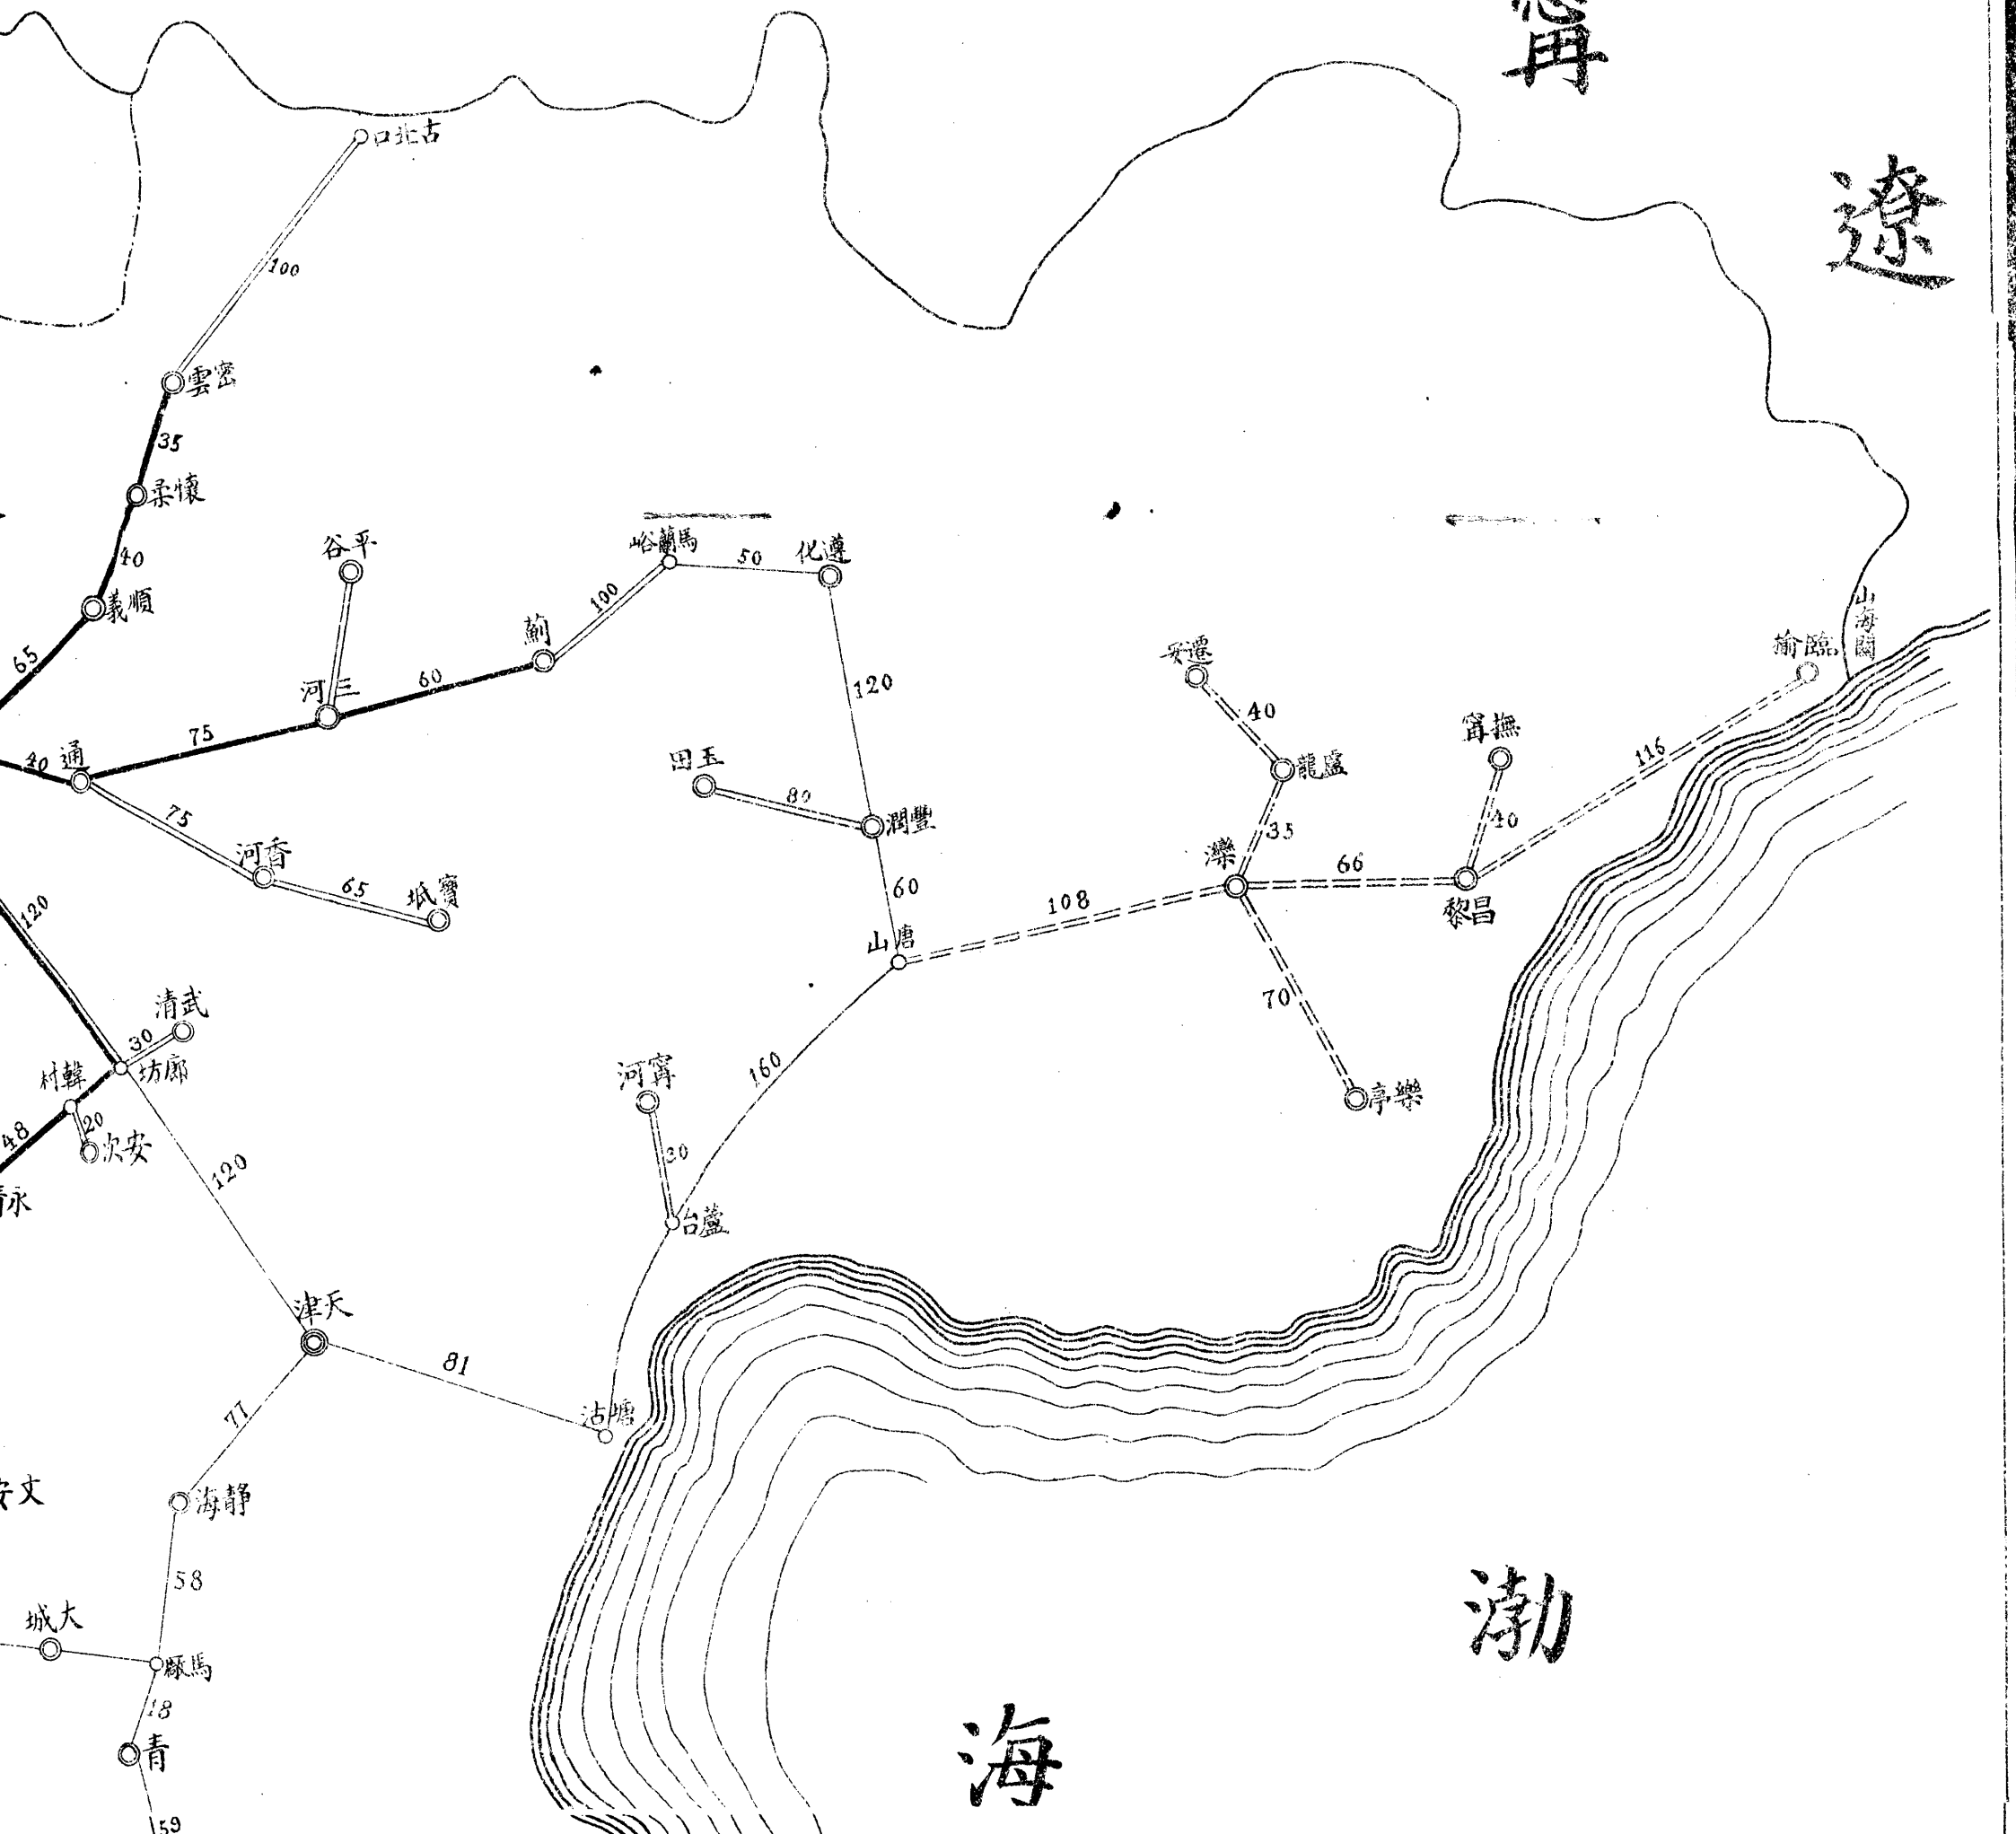 遼
甯
古北口
100
密雲
35
懷柔
40
順義
65
平谷
馬蘭峪
50
遵化
100
薊
60
三河
75
通
40
75
香河
65
寶坻
120
玉田
80
豐潤
60
唐山
遷安
40
盧龍
35
灤
108
66
撫甯
40
昌黎
116
臨榆
山海關
70
樂亭
120
武清
30
廊坊
韓村
48
20
安次
永清
120
160
甯河
30
蘆台
天津
81
塘沽
77
靜海
文安
58
大城
馬廠
18
青
59
渤
海